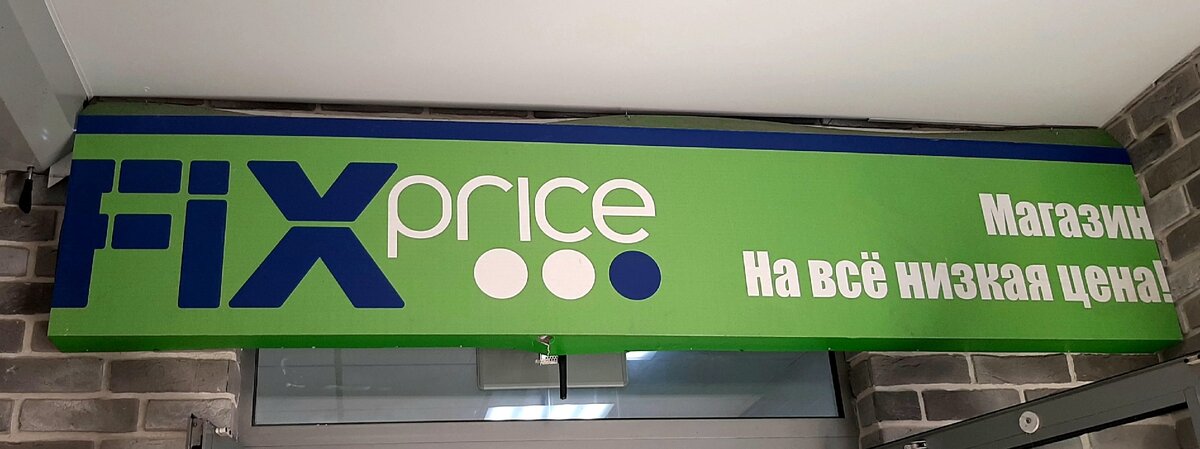 FIX price
Магазин
На всё низкая цена!